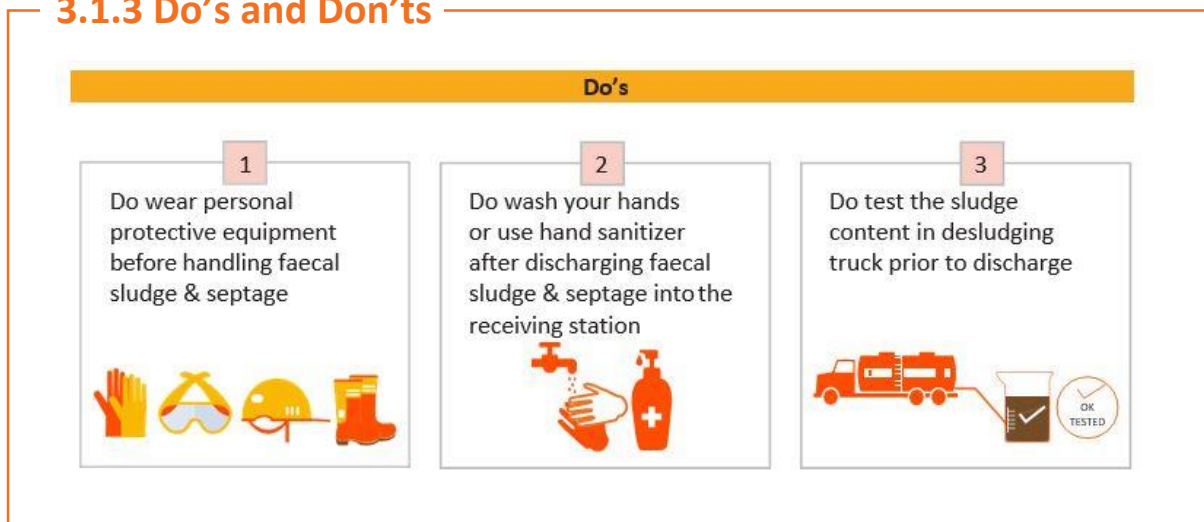 3.1.3 Do’s and Don’ts
Do’s
1
Do wear personal
protective equipment
before handling faecal
sludge & septage
2
Do wash your hands
or use hand sanitizer
after discharging faecal
sludge & septage into the
receiving station
3
Do test the sludge
content in desludging
truck prior to discharge
OK
TESTED